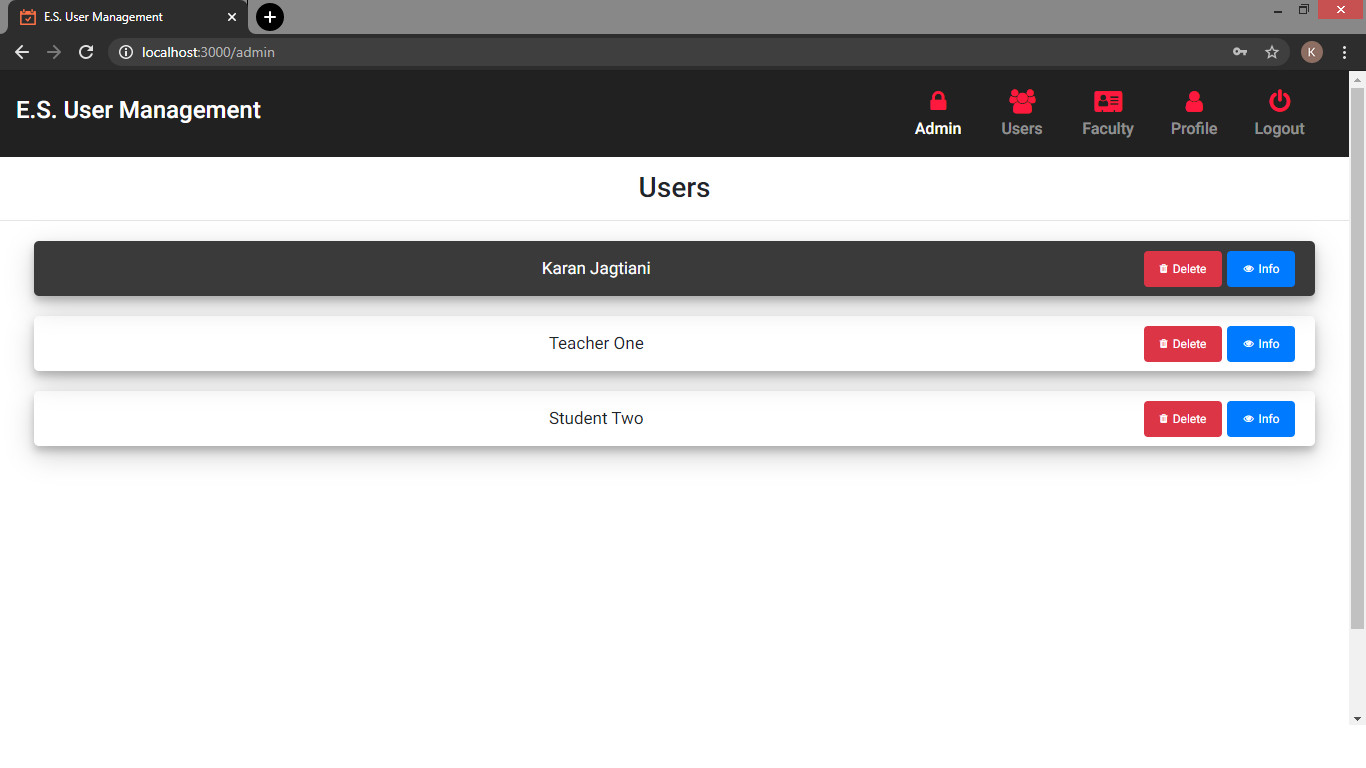 E.S. User Management
localhost:3000/admin
K
E.S. User Management
Admin
Users
Faculty
Profile
Logout
Users
Karan Jagtiani
Delete
Info
Teacher One
Delete
Info
Student Two
Delete
Info